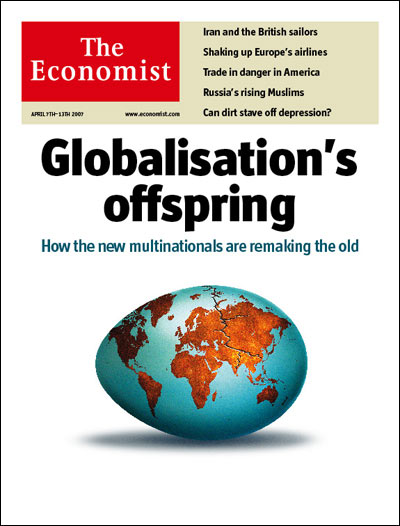 The
Economist
APRIL 7TH–13TH 2007
www.economist.com
Iran and the British sailors
Shaking up Europe's airlines
Trade in danger in America
Russia's rising Muslims
Can dirt stave off depression?
Globalisation's
offspring
How the new multinationals are remaking the old